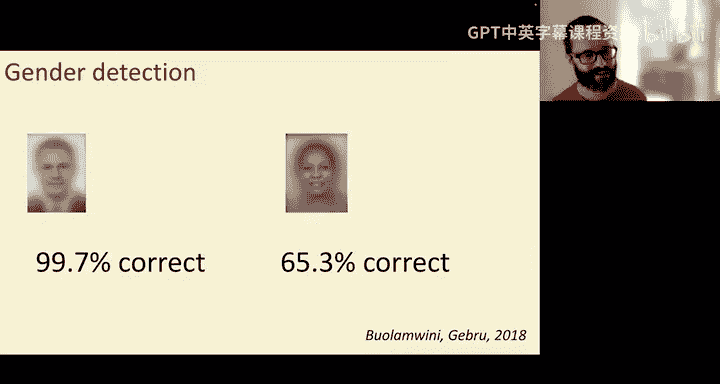 GPT中英字幕课程资
Gender detection
99.7% correct
65.3% correct
Buolamwini, Gebru, 2018